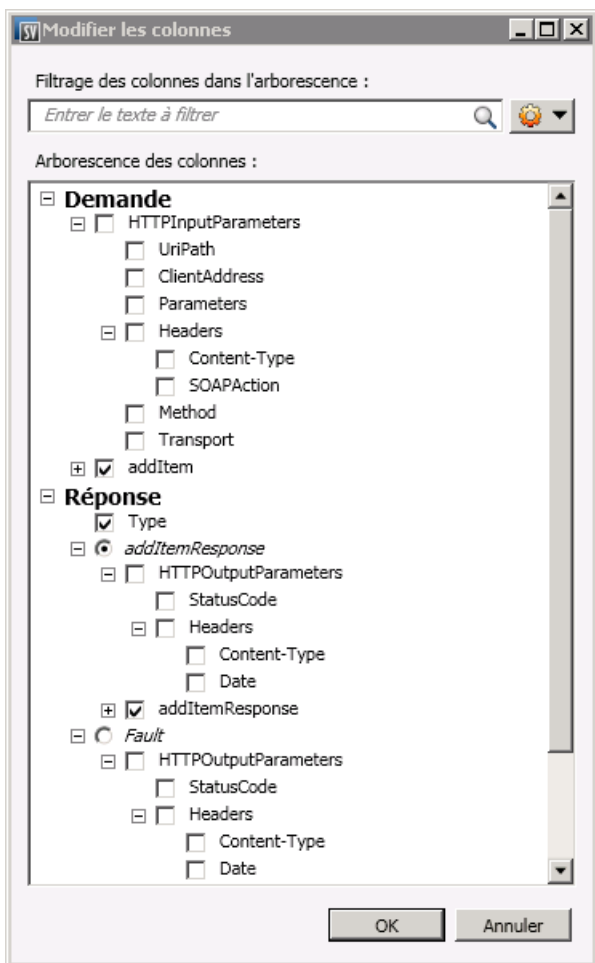 SV Modifier les colonnes
Filtrage des colonnes dans l'arborescence :
Entrer le texte à filtrer
Arborescence des colonnes :
Demande
HTTPInputParameters
UriPath
ClientAddress
Parameters
Headers
Content-Type
SOAPAction
Method
Transport
addItem
Réponse
Type
addItemResponse
HTTPOutputParameters
StatusCode
Headers
Content-Type
Date
addItemResponse
Fault
HTTPOutputParameters
StatusCode
Headers
Content-Type
Date
OK Annuler